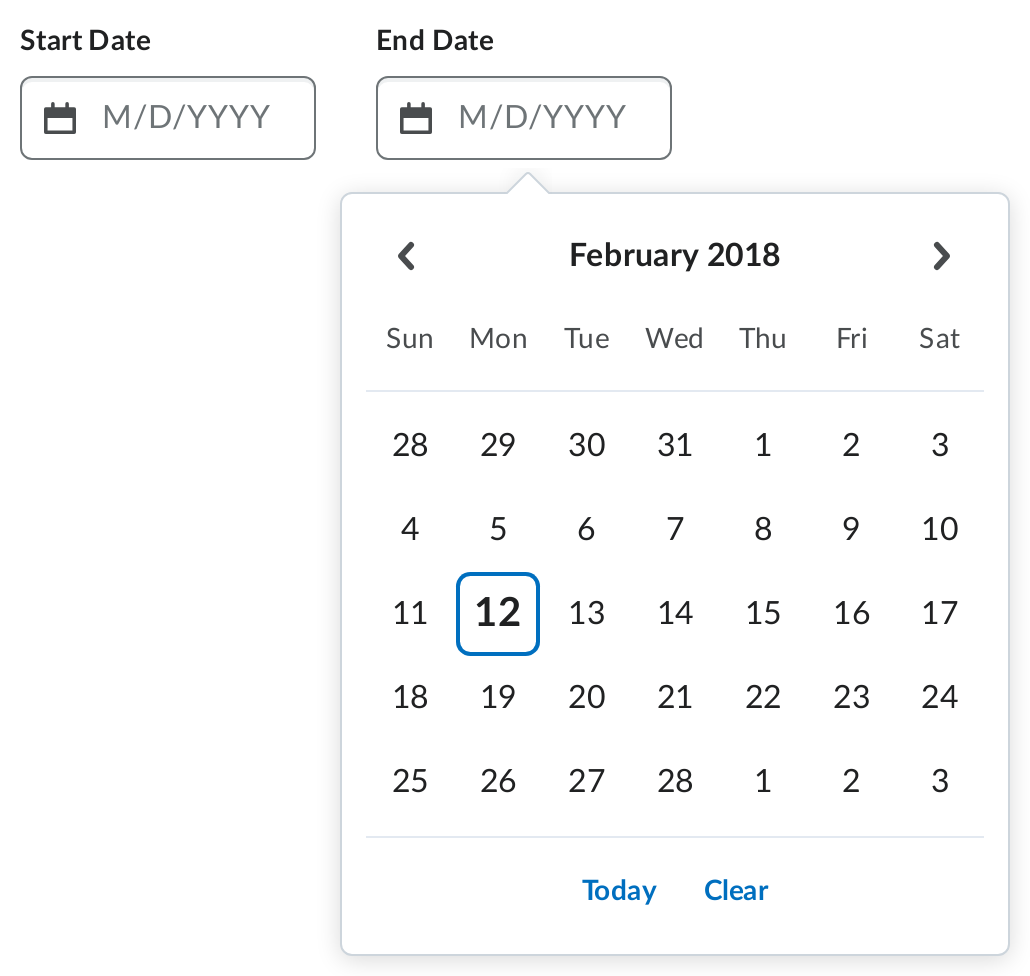 Start Date End Date
M/D/YYYY M/D/YYYY
February 2018
Sun Mon Tue Wed Thu Fri Sat
28 29 30 31 1 2 3
4 5 6 7 8 9 10
11 12 13 14 15 16 17
18 19 20 21 22 23 24
25 26 27 28 1 2 3
Today Clear